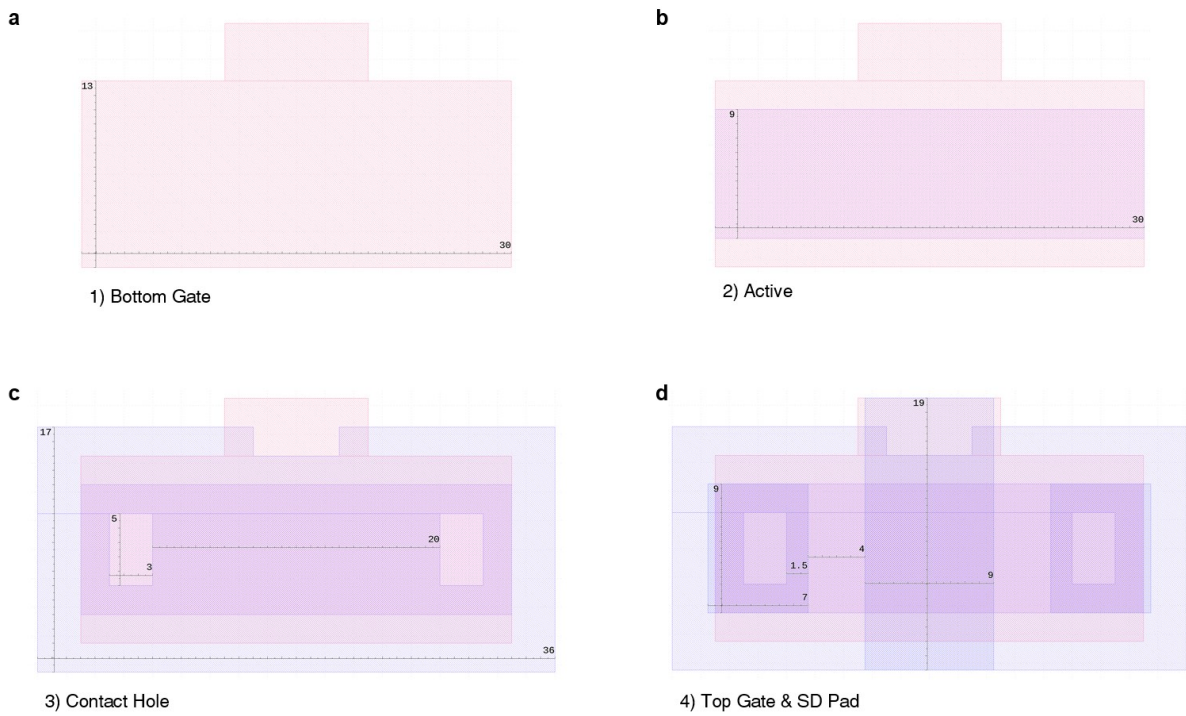 a
b
13
30
1) Bottom Gate
9
30
2) Active
c
d
17
5
3
20
36
3) Contact Hole
19
9
4
1.5
9
7
4) Top Gate & SD Pad